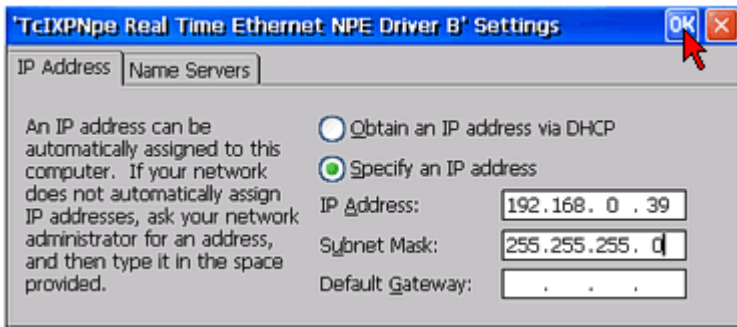 'TcIXPNpe Real Time Ethernet NPE Driver B' Settings OK
IP Address Name Servers
An IP address can be
automatically assigned to this
computer. If your network
does not automatically assign
IP addresses, ask your network
administrator for an address,
and then type it in the space
provided.
Obtain an IP address via DHCP
Specify an IP address
IP Address: 192.168. 0 .39
Subnet Mask: 255.255.255. 0
Default Gateway: . . .